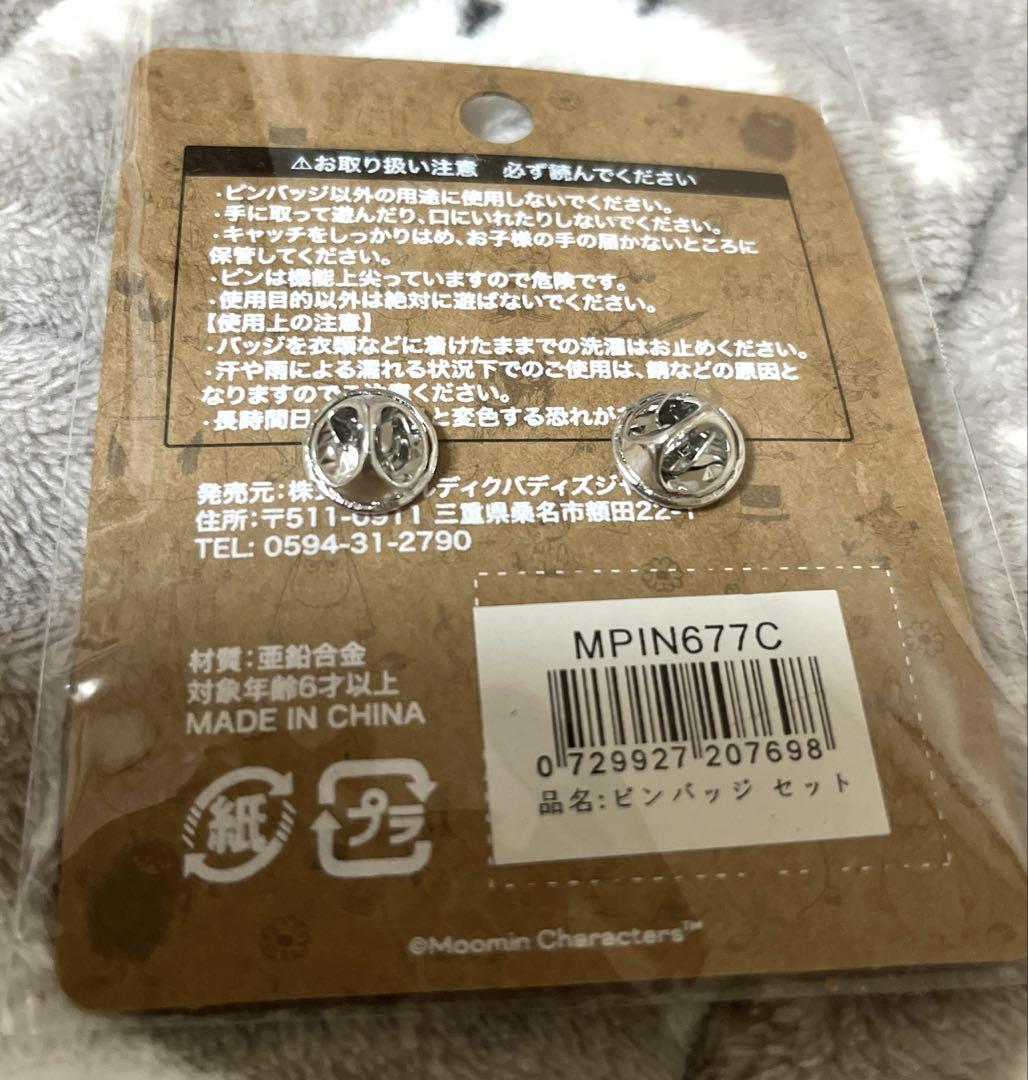 ⚠お取り扱い注意 必ず読んでください
・ピンバッジ以外の用途に使用しないでください。
・手に取って遊んだり、口にいれたりしないでください。
・キャッチをしっかりはめ、お子様の手の届かないところに
保管してください。
・ピンは機能上尖っていますので危険です。
・使用目的以外は絶対に遊ばないでください。
【使用上の注意】
・バッジを衣類などに着けたままでの洗濯はお止めください。
・汗や雨による濡れる状況下でのご使用は、錆などの原因と
なりますのでご注意ください。
・長時間日 と変色する恐れが
発売元:株 ルディクバディズジャ
住所:〒511-0911 三重県桑名市額田22-1
TEL: 0594-31-2790
材質:亜鉛合金
対象年齢6才以上
MADE IN CHINA
紙
プラ
MPIN677C
0 729927 207698
品名:ピンバッジ セット
©Moomin Characters™